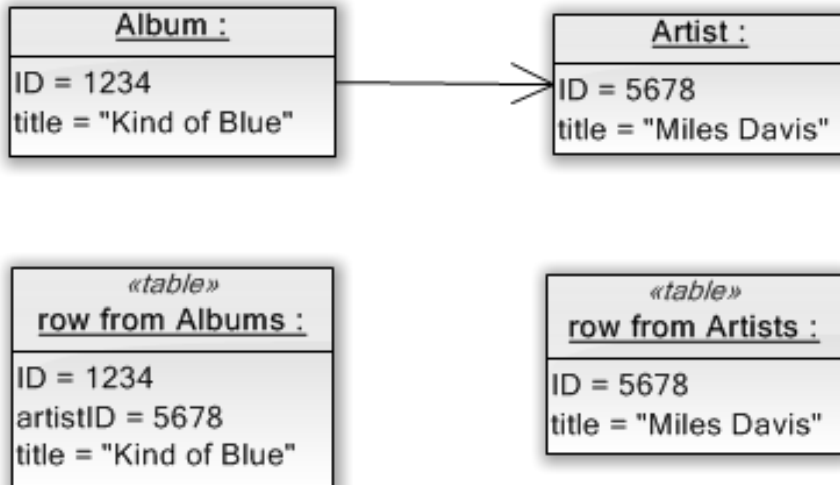 Album :
ID = 1234
title = "Kind of Blue"
Artist :
ID = 5678
title = "Miles Davis"
«table»
row from Albums :
ID = 1234
artistID = 5678
title = "Kind of Blue"
«table»
row from Artists :
ID = 5678
title = "Miles Davis"